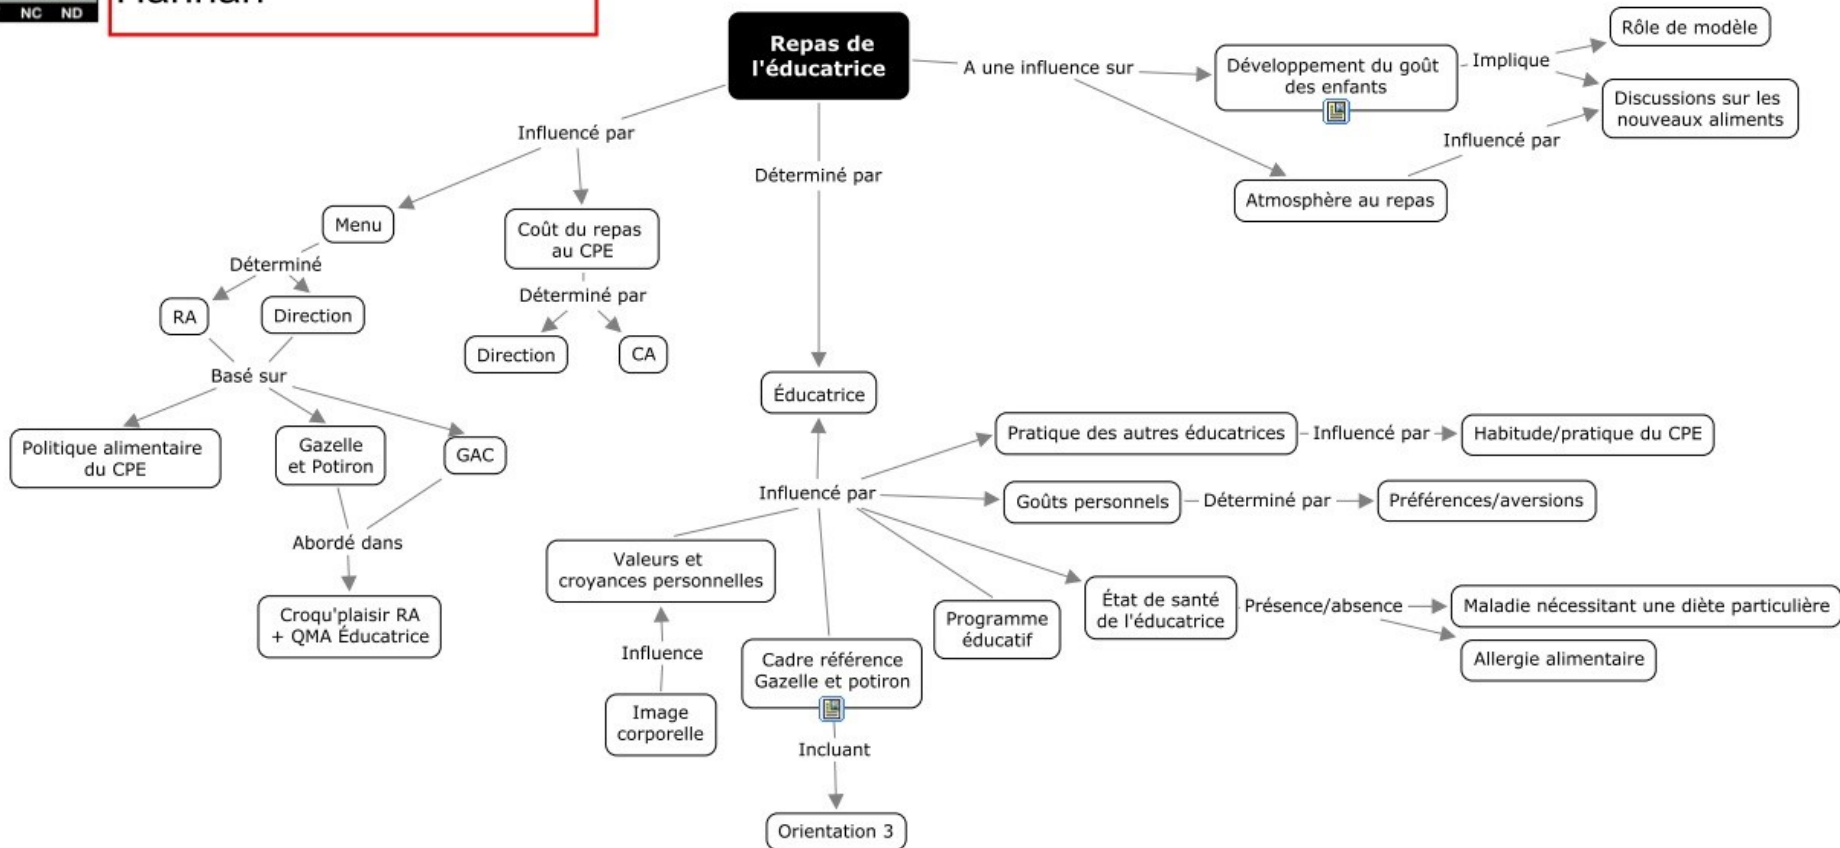 NC ND
Repas de
l'éducatrice
A une influence sur
Développement du goût
des enfants
Implique
Rôle de modèle
Discussions sur les
nouveaux aliments
Influencé par
Atmosphère au repas
Influencé par
Menu
Coût du repas
au CPE
Déterminé par
Déterminé
RA
Direction
Déterminé par
Direction
CA
Basé sur
Politique alimentaire
du CPE
Gazelle
et Potiron
GAC
Abordé dans
Croqu'plaisir RA
+ QMA Éducatrice
Éducatrice
Influencé par
Pratique des autres éducatrices
Influencé par
Habitude/pratique du CPE
Goûts personnels
Déterminé par
Préférences/aversions
Valeurs et
croyances personnelles
Influence
Image
corporelle
Cadre référence
Gazelle et potiron
Incluant
Orientation 3
Programme
éducatif
État de santé
de l'éducatrice
Présence/absence
Maladie nécessitant une diète particulière
Allergie alimentaire